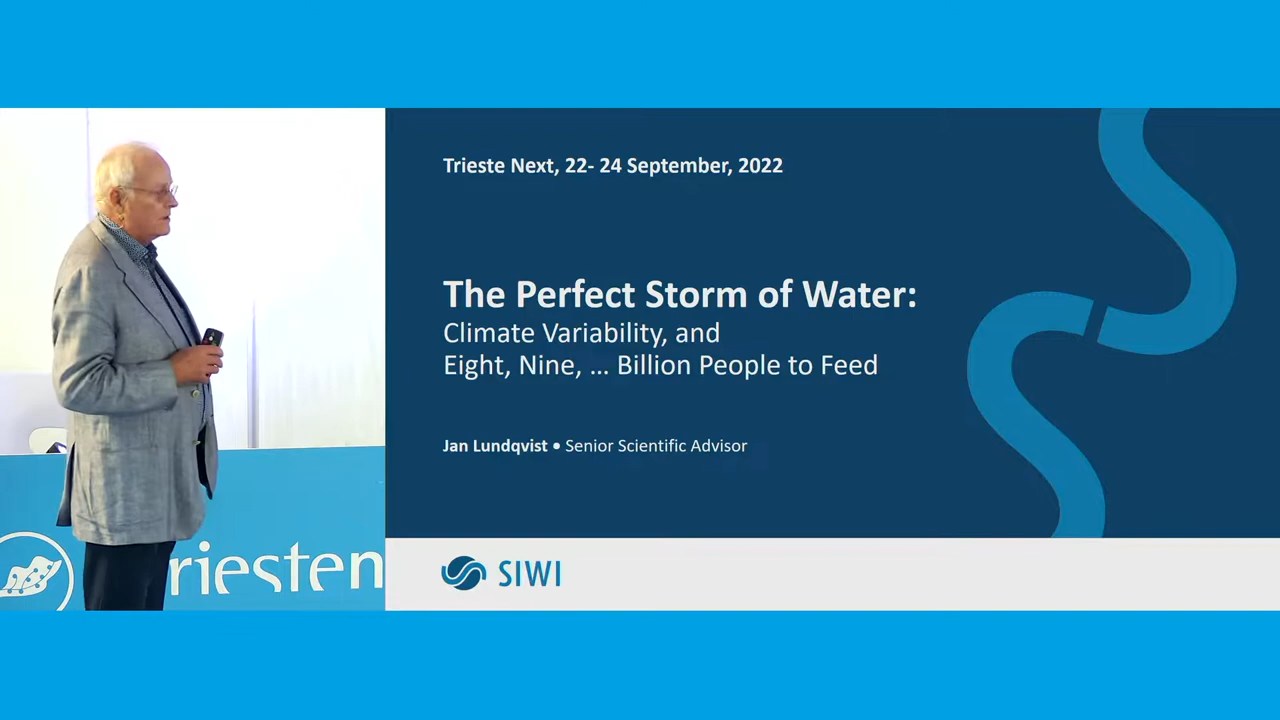 Trieste Next, 22- 24 September, 2022
The Perfect Storm of Water:
Climate Variability, and
Eight, Nine, ... Billion People to Feed
Jan Lundqvist • Senior Scientific Advisor
riesten
SIWI